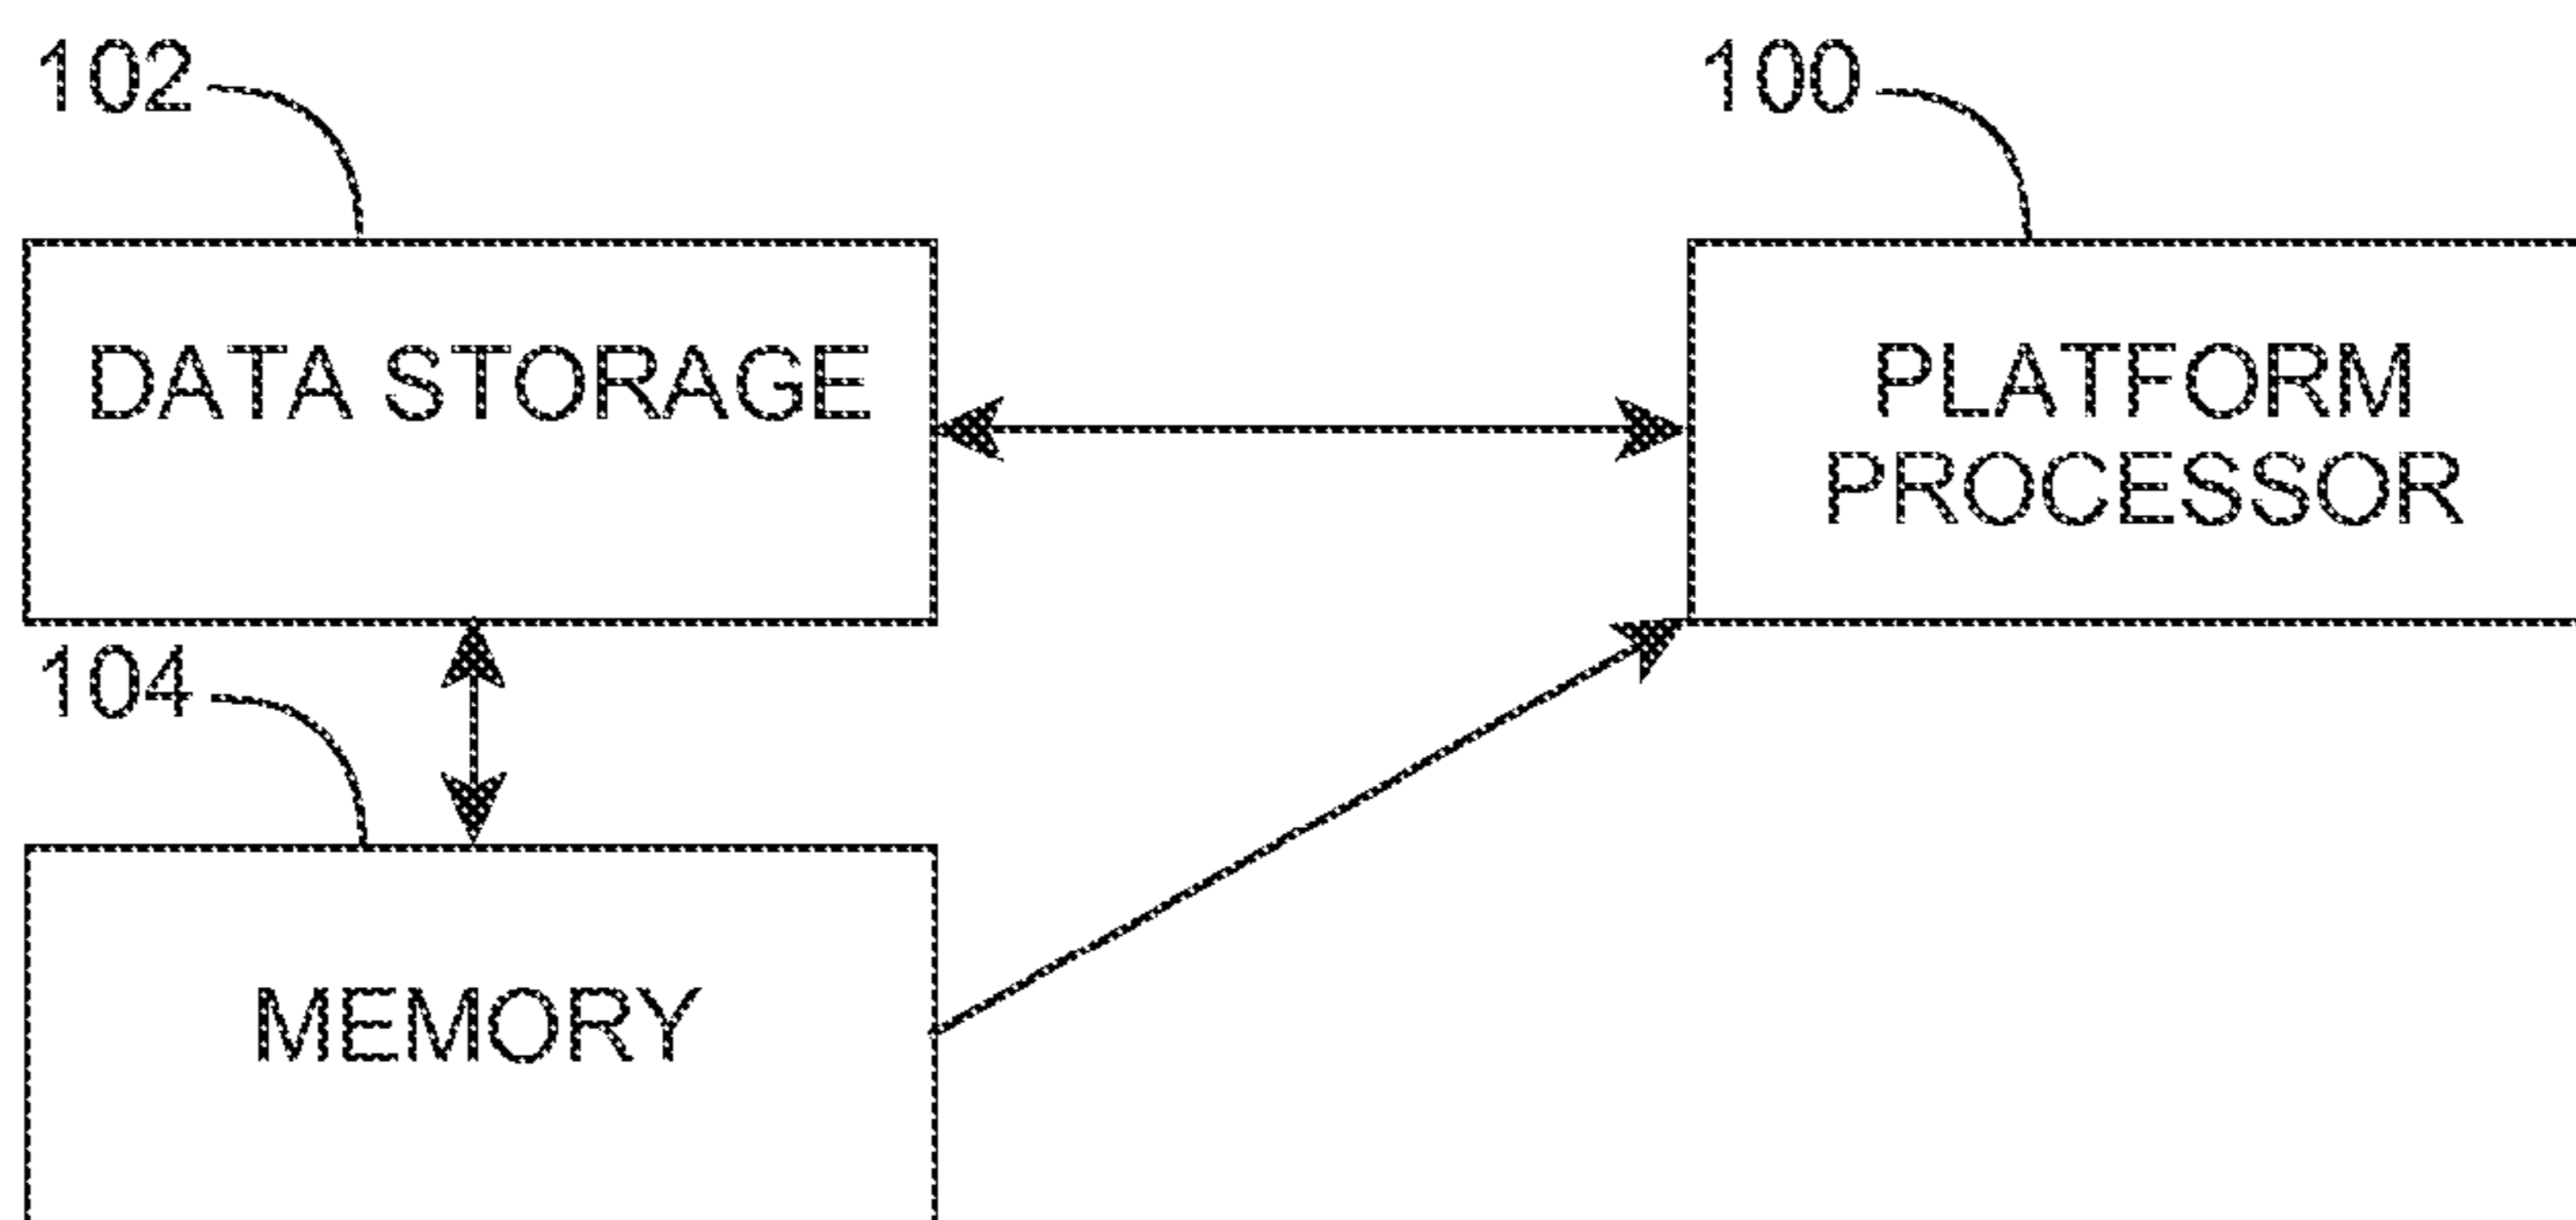 102
100
DATA STORAGE
PLATFORM
PROCESSOR
104
MEMORY